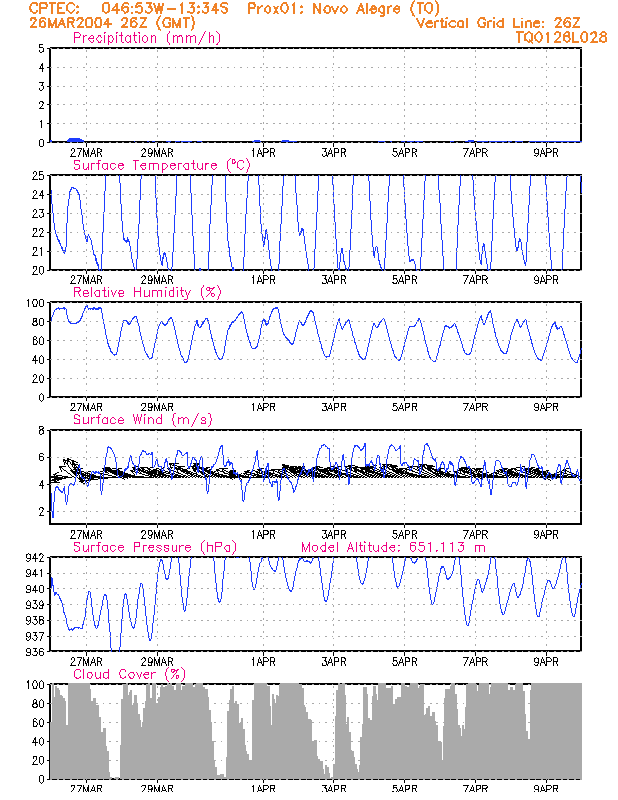 CPTEC: 046:53W-13:34S Prox01: Novo Alegre (TO)
26MAR2004 26Z (GMT) Vertical Grid Line: 26Z
Precipitation (mm/h) TQ0126L028
5
4
3
2
1
0
27MAR 29MAR 1APR 3APR 5APR 7APR 9APR
Surface Temperature (°C)
25
24
23
22
21
20
27MAR 29MAR 1APR 3APR 5APR 7APR 9APR
Relative Humidity (%)
100
80
60
40
20
0
27MAR 29MAR 1APR 3APR 5APR 7APR 9APR
Surface Wind (m/s)
8
6
4
2
27MAR 29MAR 1APR 3APR 5APR 7APR 9APR
Surface Pressure (hPa) Model Altitude: 651.113 m
942
941
940
939
938
937
936
27MAR 29MAR 1APR 3APR 5APR 7APR 9APR
Cloud Cover (%)
100
80
60
40
20
0
27MAR 29MAR 1APR 3APR 5APR 7APR 9APR